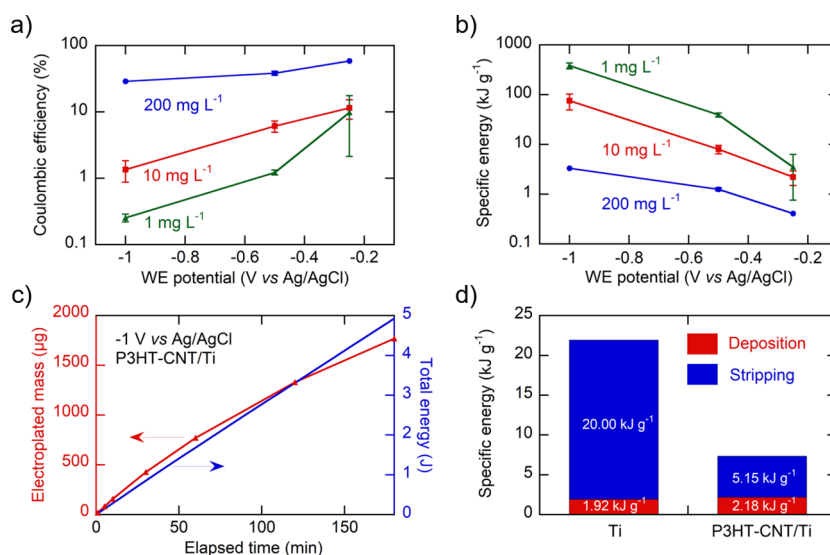 a)
Coulombic efficiency (%)
100
10
1
0.1
200 mg L⁻¹
10 mg L⁻¹
1 mg L⁻¹
-1 -0.8 -0.6 -0.4 -0.2
WE potential (V vs Ag/AgCl)
b)
Specific energy (kJ g⁻¹)
1000
100
10
1
0.1
1 mg L⁻¹
10 mg L⁻¹
200 mg L⁻¹
-1 -0.8 -0.6 -0.4 -0.2
WE potential (V vs Ag/AgCl)
c)
Electroplated mass (µg)
2000
1500
1000
500
0
-1 V vs Ag/AgCl
P3HT-CNT/Ti
5
4
3
2
1
0
Total energy (J)
0 50 100 150
Elapsed time (min)
d)
Specific energy (kJ g⁻¹)
25
20
15
10
5
0
Deposition
Stripping
20.00 kJ g⁻¹
1.92 kJ g⁻¹
5.15 kJ g⁻¹
2.18 kJ g⁻¹
Ti P3HT-CNT/Ti